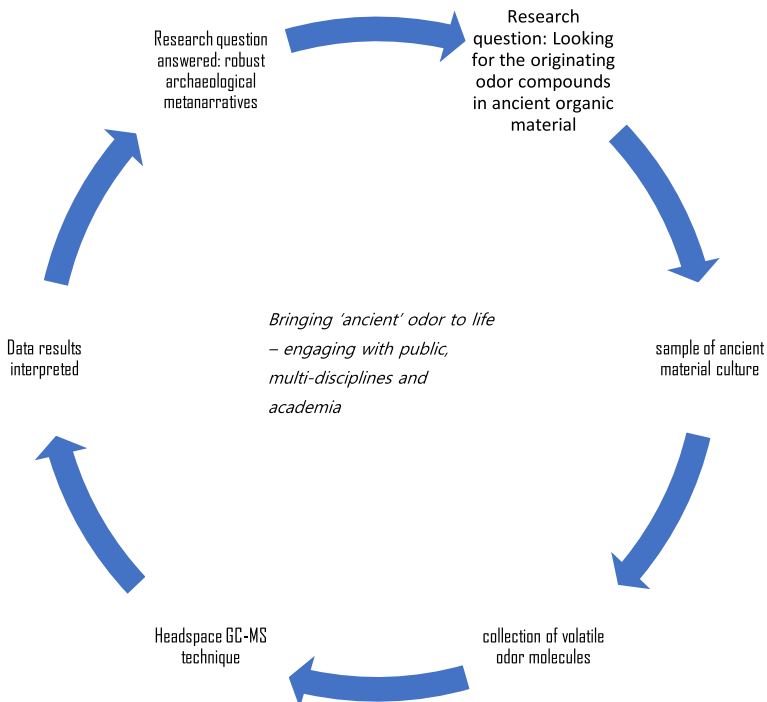 Research
question: Looking
for the originating
odor compounds
in ancient organic
material
sample of ancient
material culture
collection of volatile
odor molecules
Headspace GC-MS
technique
Data results
interpreted
Research question
answered: robust
archaeological
metanarratives
Bringing ‘ancient’ odor to life
– engaging with public,
multi-disciplines and
academia